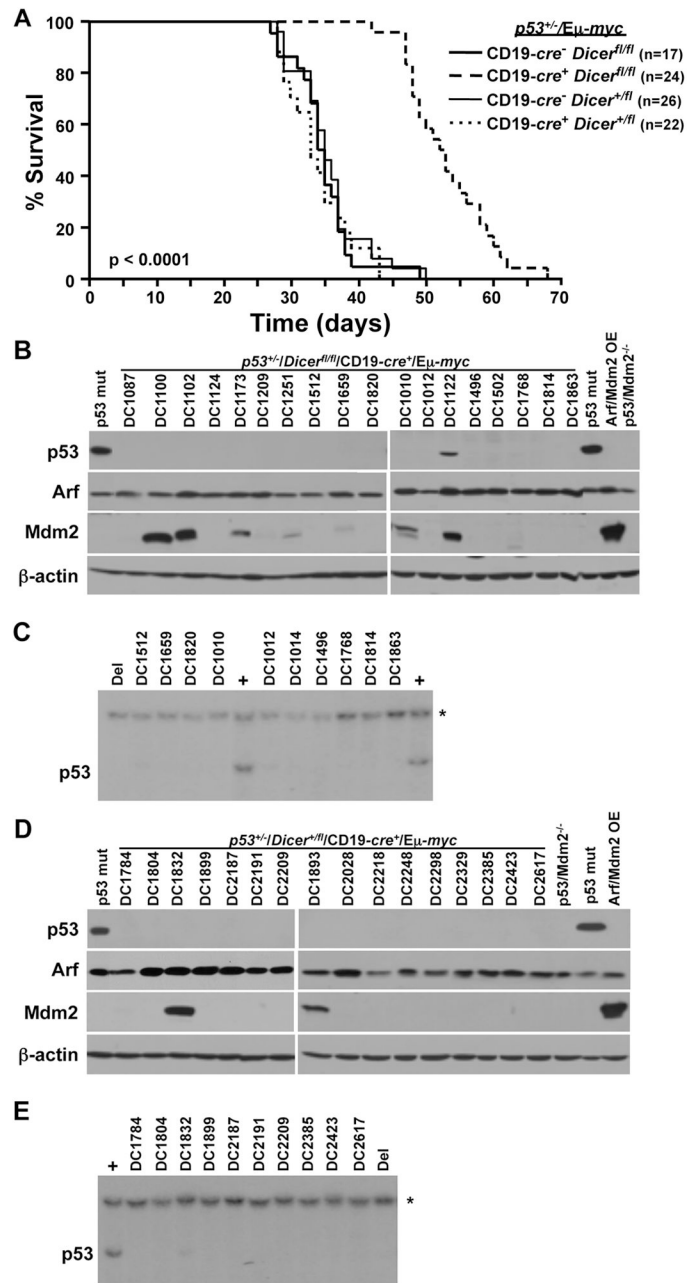 A
p53+/-/Eμ-myc
CD19-cre- Dicerfl/fl (n=17)
CD19-cre+ Dicerfl/fl (n=24)
CD19-cre- Dicer+/fl (n=26)
CD19-cre+ Dicer+/fl (n=22)
% Survival
100
80
60
40
20
0
p < 0.0001
0 10 20 30 40 50 60 70
Time (days)
B
p53+/-/Dicerfl/fl/CD19-cre+/Eμ-myc
p53 mut DC1087 DC1100 DC1102 DC1124 DC1173 DC1209 DC1251 DC1512 DC1659 DC1820 DC1010 DC1012 DC1122 DC1496 DC1502 DC1768 DC1814 DC1863 p53 mut Arf/Mdm2 OE p53/Mdm2-/-
p53
Arf
Mdm2
β-actin
C
Del DC1512 DC1659 DC1820 DC1010 + DC1012 DC1014 DC1496 DC1768 DC1814 DC1863 +
*
p53
D
p53+/-/Dicer+/fl/CD19-cre+/Eμ-myc
p53 mut DC1784 DC1804 DC1832 DC1899 DC2187 DC2191 DC2209 DC1893 DC2028 DC2218 DC2248 DC2298 DC2329 DC2385 DC2423 DC2617 p53/Mdm2-/- p53 mut Arf/Mdm2 OE
p53
Arf
Mdm2
β-actin
E
+ DC1784 DC1804 DC1832 DC1899 DC2187 DC2191 DC2209 DC2385 DC2423 DC2617 Del
*
p53